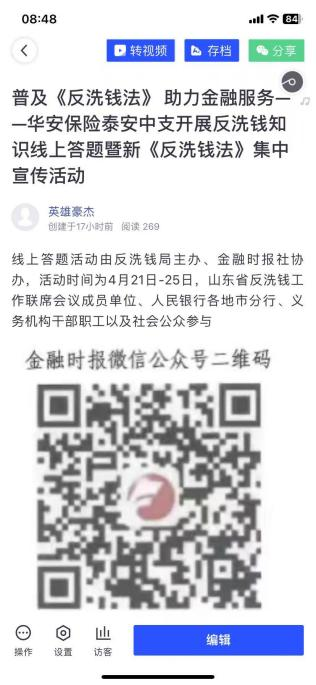 08:48
84
转视频
存档
分享
普及《反洗钱法》 助力金融服务—
—华安保险泰安中支开展反洗钱知
识线上答题暨新《反洗钱法》集中
宣传活动
英雄豪杰
创建于17小时前 阅读 269
线上答题活动由反洗钱局主办、金融时报社协
办，活动时间为4月21日-25日，山东省反洗钱工
作联席会议成员单位、人民银行各地市分行、义
务机构干部职工以及社会公众参与
金融时报微信公众号二维码
操作
设置
访客
编辑